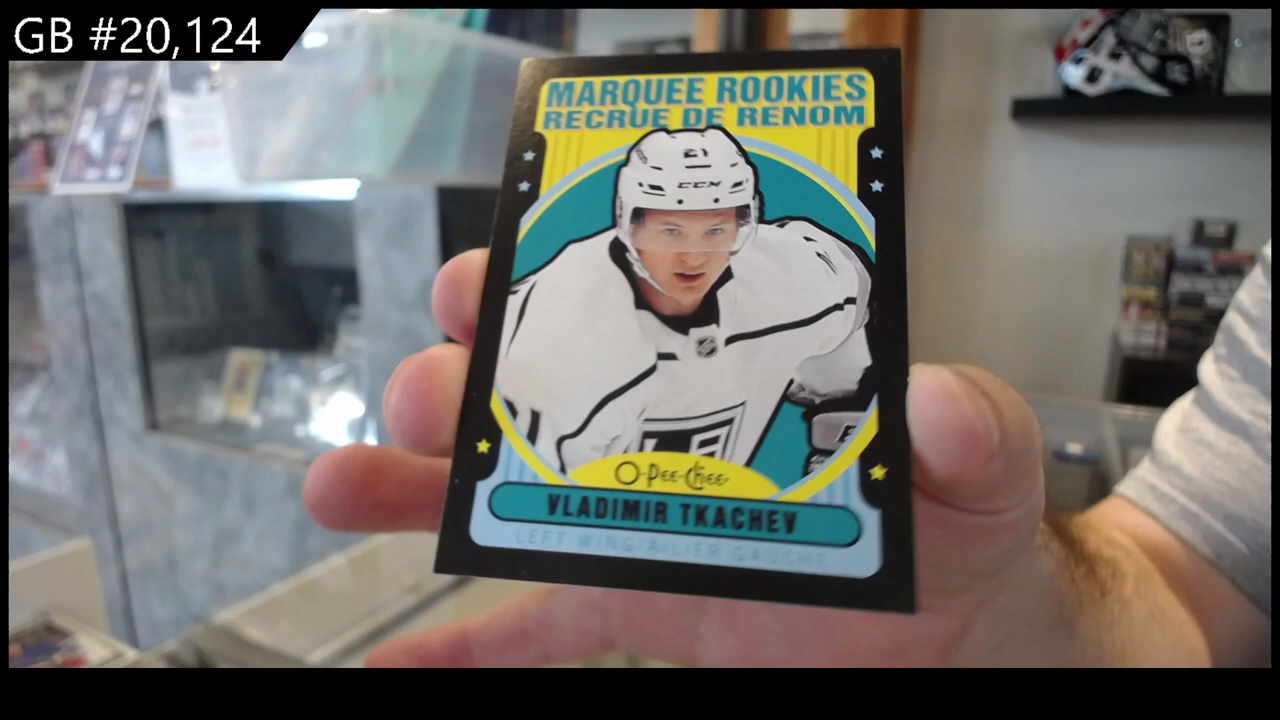 GB #20,124
MARQUEE ROOKIES
RECRUE DE RENOM
21
CCM
O-Pee-Chee
VLADIMIR TKACHEV
LEFT WING/AILIER GAUCHE